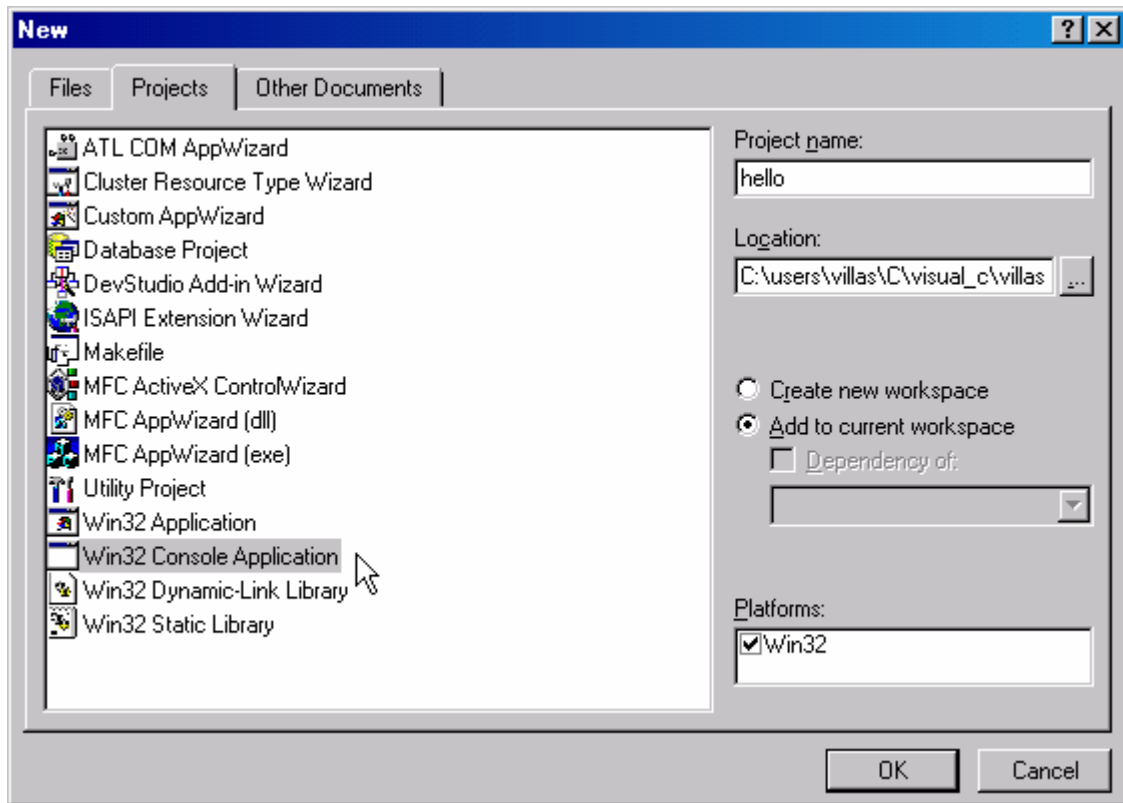 New
Files
Projects
Other Documents
ATL COM AppWizard
Cluster Resource Type Wizard
Custom AppWizard
Database Project
DevStudio Add-in Wizard
ISAPI Extension Wizard
Makefile
MFC ActiveX ControlWizard
MFC AppWizard (dll)
MFC AppWizard (exe)
Utility Project
Win32 Application
Win32 Console Application
Win32 Dynamic-Link Library
Win32 Static Library
Project name:
hello
Location:
C:\users\villas\C\visual_c\villas
...
Create new workspace
Add to current workspace
Dependency of:
Platforms:
Win32
OK
Cancel